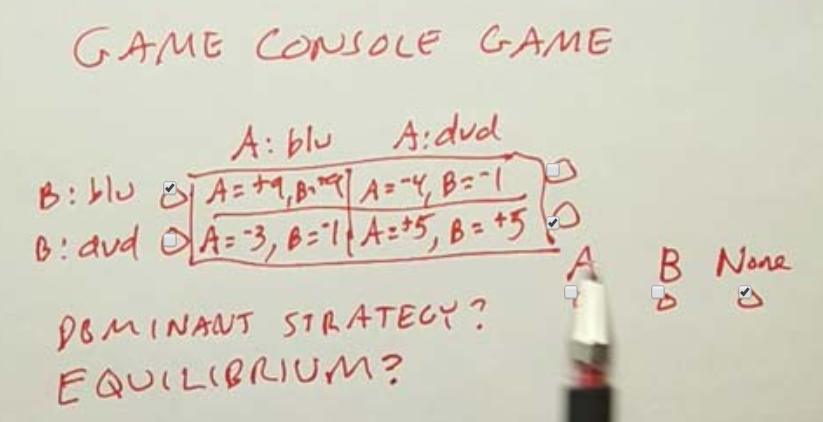 GAME CONSOLE GAME
A: blu A: dvd
B: blu A = +9, B = +9 A = -4, B = -1
B: dvd A = -3, B = -1 A = +5, B = +5
A B None
DOMINANT STRATEGY?
EQUILIBRIUM?